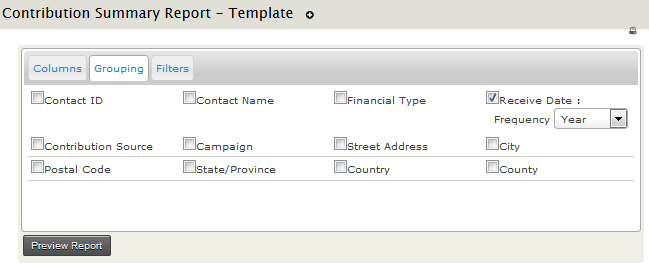 Contribution Summary Report - Template
Columns Grouping Filters
Contact ID Contact Name Financial Type Receive Date :
Frequency Year
Contribution Source Campaign Street Address City
Postal Code State/Province Country County
Preview Report